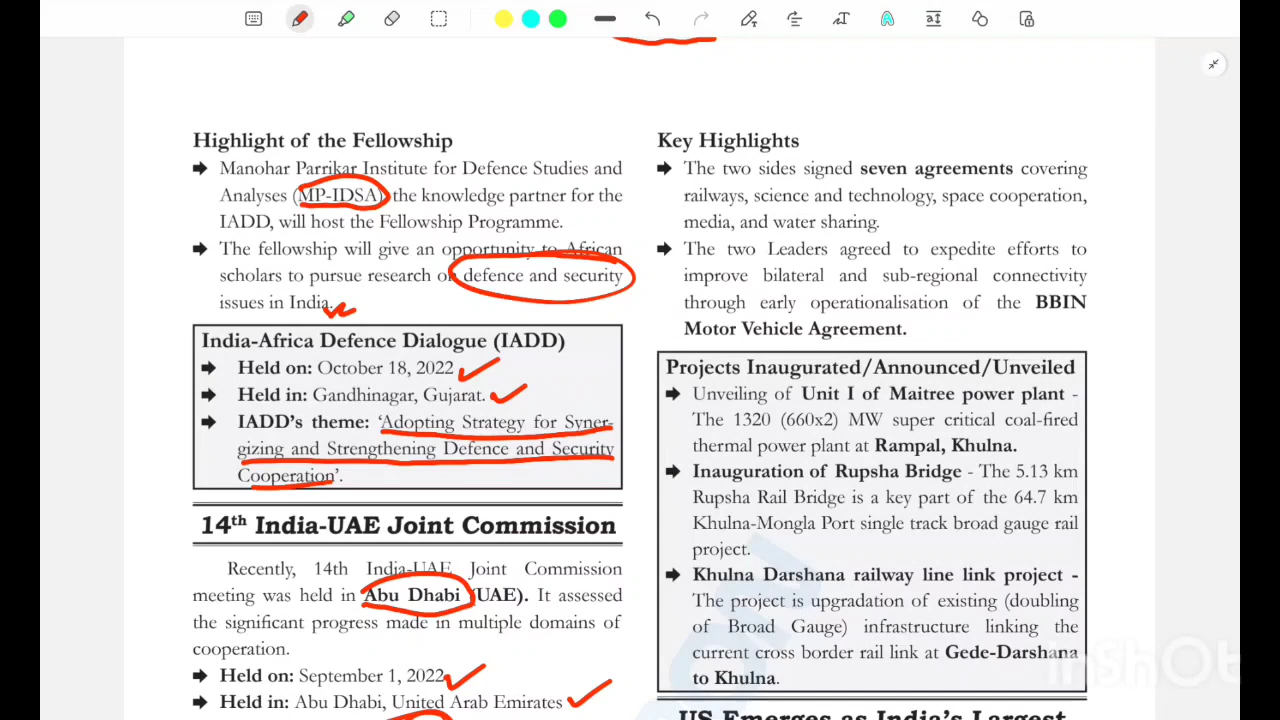 Highlight of the Fellowship
➔ Manohar Parrikar Institute for Defence Studies and
Analyses (MP-IDSA), the knowledge partner for the
IADD, will host the Fellowship Programme.
➔ The fellowship will give an opportunity to African
scholars to pursue research on defence and security
issues in India.
India-Africa Defence Dialogue (IADD)
➔ Held on: October 18, 2022
➔ Held in: Gandhinagar, Gujarat.
➔ IADD's theme: 'Adopting Strategy for Syner-
gizing and Strengthening Defence and Security
Cooperation'.
14th India-UAE Joint Commission
Recently, 14th India-UAE Joint Commission
meeting was held in Abu Dhabi (UAE). It assessed
the significant progress made in multiple domains of
cooperation.
➔ Held on: September 1, 2022
➔ Held in: Abu Dhabi, United Arab Emirates
Key Highlights
➔ The two sides signed seven agreements covering
railways, science and technology, space cooperation,
media, and water sharing.
➔ The two Leaders agreed to expedite efforts to
improve bilateral and sub-regional connectivity
through early operationalisation of the BBIN
Motor Vehicle Agreement.
Projects Inaugurated/Announced/Unveiled
➔ Unveiling of Unit I of Maitree power plant -
The 1320 (660x2) MW super critical coal-fired
thermal power plant at Rampal, Khulna.
➔ Inauguration of Rupsha Bridge - The 5.13 km
Rupsha Rail Bridge is a key part of the 64.7 km
Khulna-Mongla Port single track broad gauge rail
project.
➔ Khulna Darshana railway line link project -
The project is upgradation of existing (doubling
of Broad Gauge) infrastructure linking the
current cross border rail link at Gede-Darshana
to Khulna.
US Emerges as India's Largest
InShOt